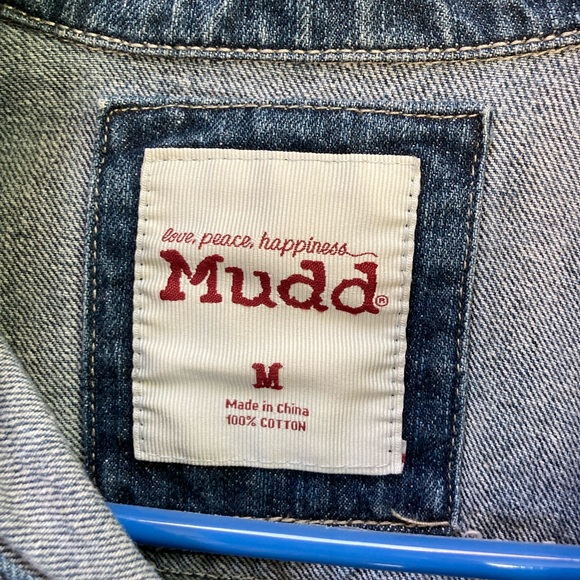 love, peace, happiness
Mudd®
M
Made in China
100% COTTON